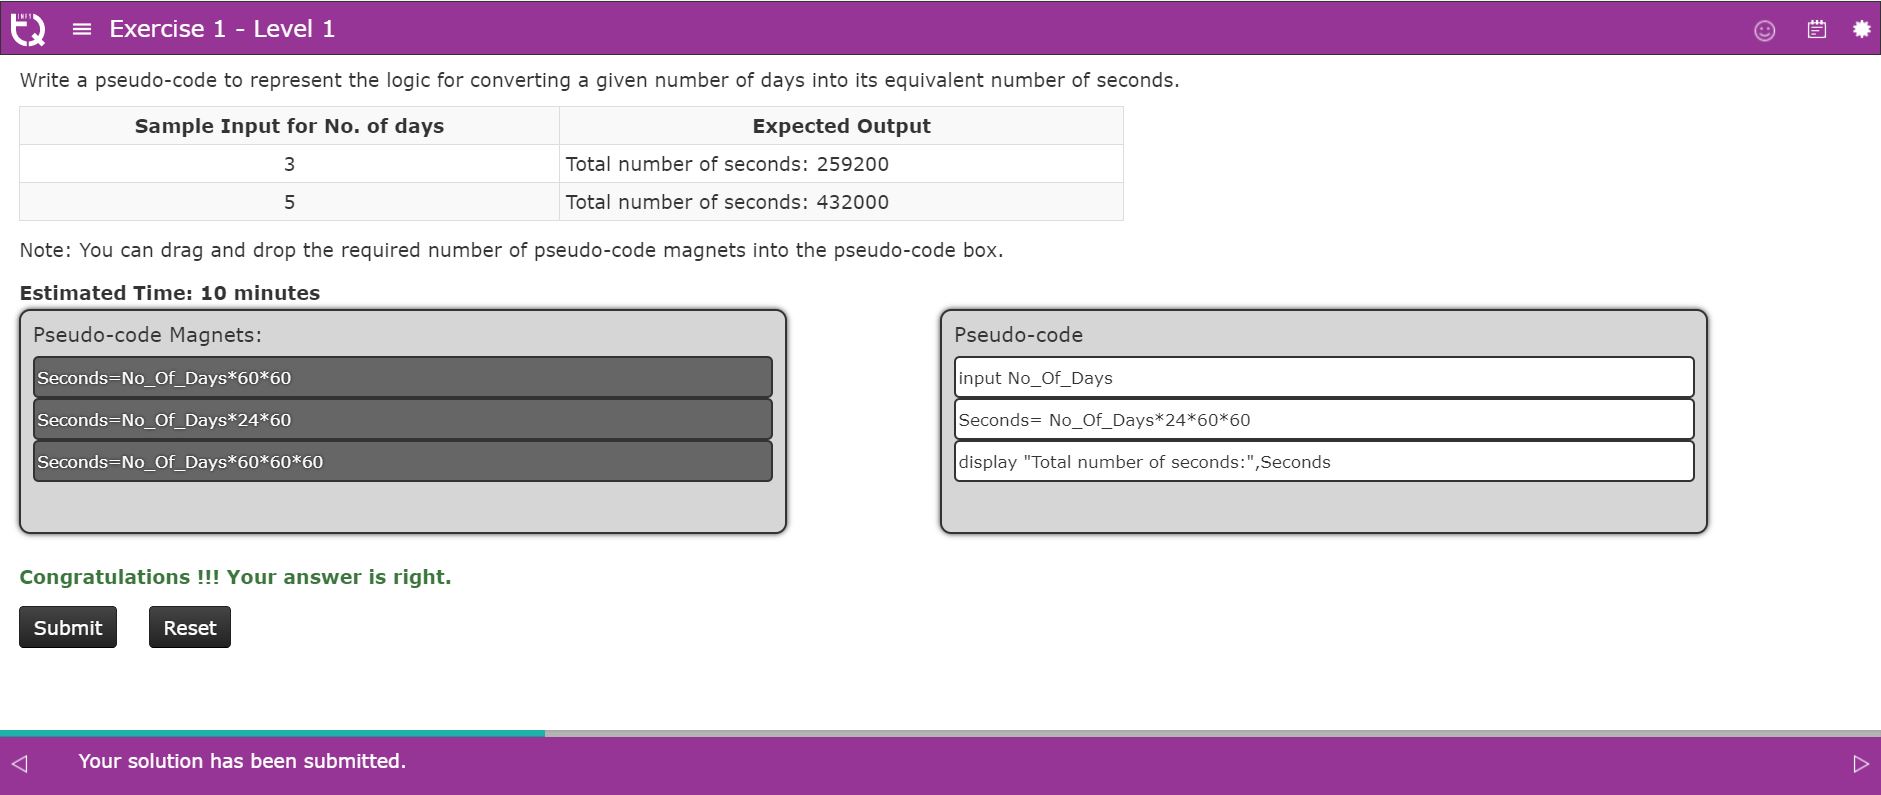 INFY
TQ
Exercise 1 - Level 1
Write a pseudo-code to represent the logic for converting a given number of days into its equivalent number of seconds.
Sample Input for No. of days Expected Output
3 Total number of seconds: 259200
5 Total number of seconds: 432000
Note: You can drag and drop the required number of pseudo-code magnets into the pseudo-code box.
Estimated Time: 10 minutes
Pseudo-code Magnets:
Seconds=No_Of_Days*60*60
Seconds=No_Of_Days*24*60
Seconds=No_Of_Days*60*60*60
Pseudo-code
input No_Of_Days
Seconds= No_Of_Days*24*60*60
display "Total number of seconds:",Seconds
Congratulations !!! Your answer is right.
Submit Reset
Your solution has been submitted.